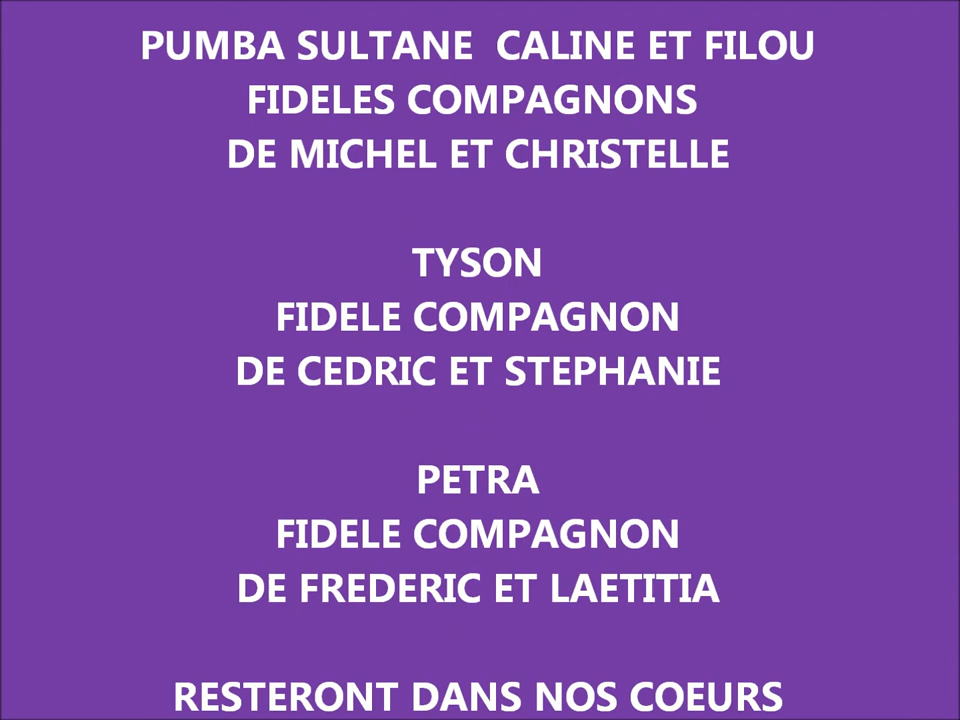 PUMBA SULTANE  CALINE ET FILOU
FIDELES COMPAGNONS
DE MICHEL ET CHRISTELLE
TYSON
FIDELE COMPAGNON
DE CEDRIC ET STEPHANIE
PETRA
FIDELE COMPAGNON
DE FREDERIC ET LAETITIA
RESTERONT DANS NOS COEURS